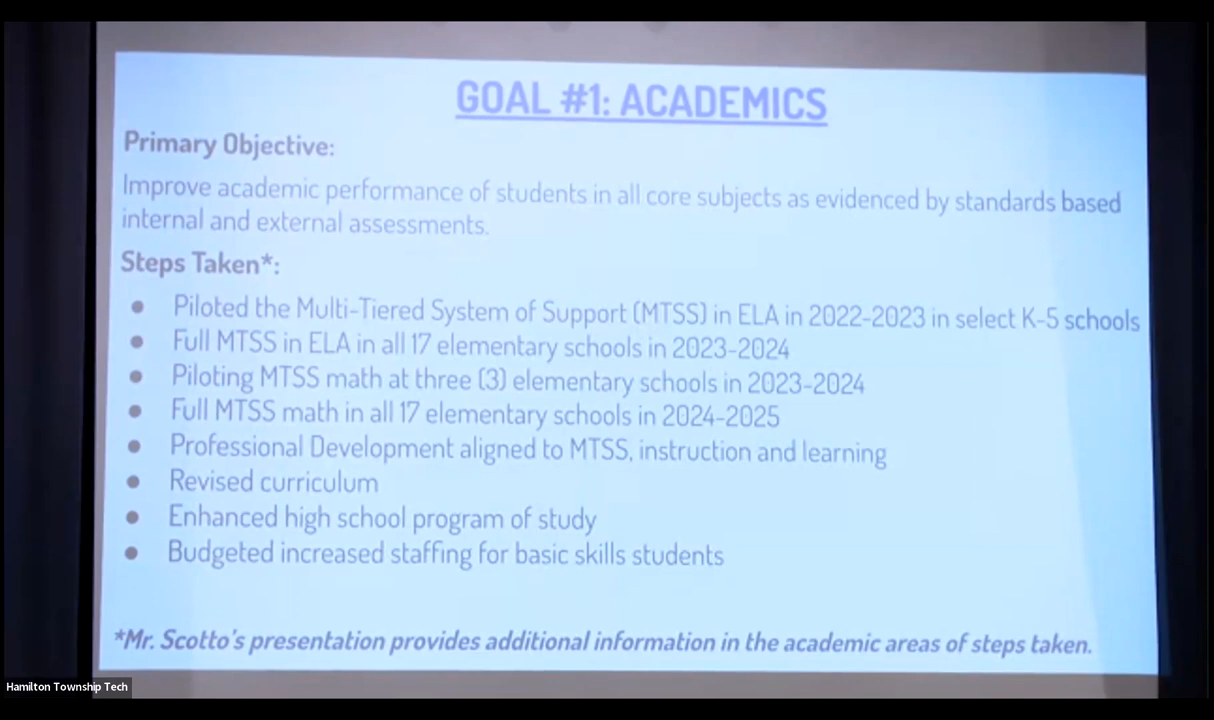 GOAL #1: ACADEMICS
Primary Objective:
Improve academic performance of students in all core subjects as evidenced by standards based
internal and external assessments.
Steps Taken*:
● Piloted the Multi-Tiered System of Support (MTSS) in ELA in 2022-2023 in select K-5 schools
● Full MTSS in ELA in all 17 elementary schools in 2023-2024
● Piloting MTSS math at three (3) elementary schools in 2023-2024
● Full MTSS math in all 17 elementary schools in 2024-2025
● Professional Development aligned to MTSS, instruction and learning
● Revised curriculum
● Enhanced high school program of study
● Budgeted increased staffing for basic skills students
*Mr. Scotto's presentation provides additional information in the academic areas of steps taken.
Hamilton Township Tech